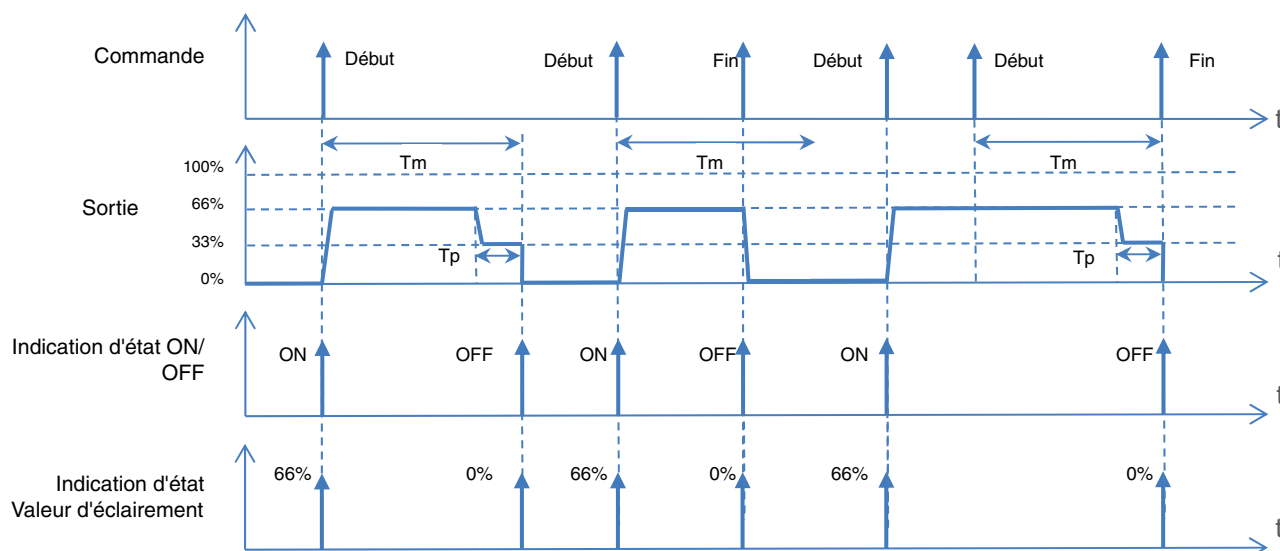 Commande
Début
Début
Fin
Début
Début
Fin
t
Tm
Tm
Tm
100%
Sortie
66%
33%
Tp
Tp
0%
t
Indication d'état ON/
OFF
ON
OFF
ON
OFF
ON
OFF
t
Indication d'état
Valeur d'éclairement
66%
0%
66%
0%
66%
0%
t